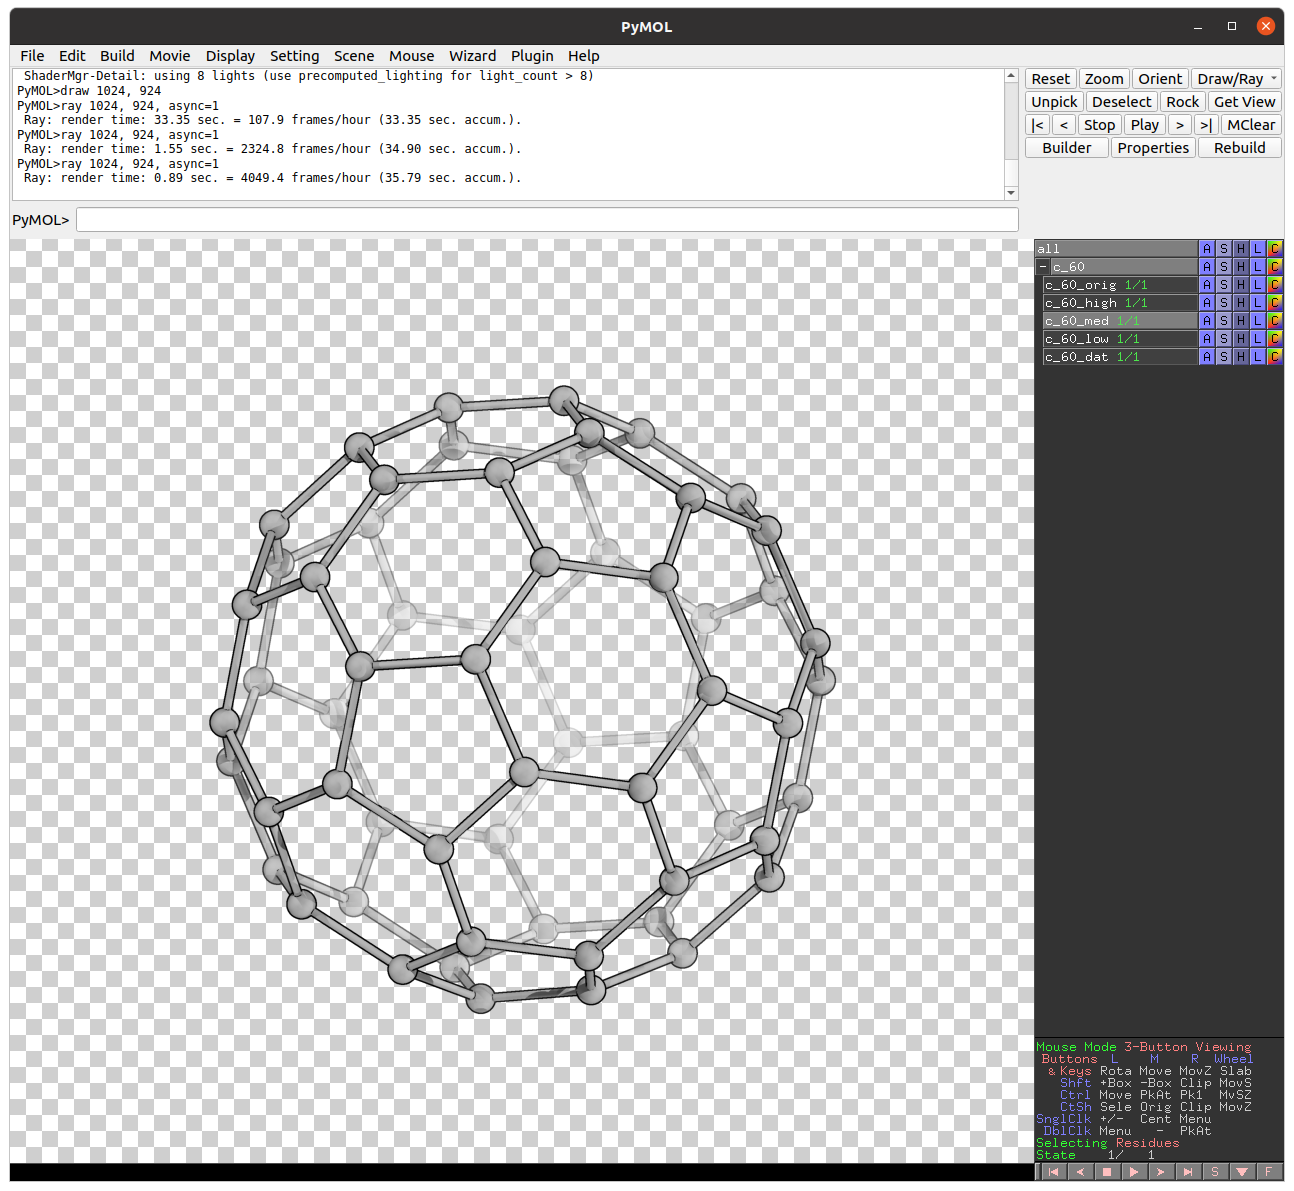 PyMOL
File Edit Build Movie Display Setting Scene Mouse Wizard Plugin Help
ShaderMgr-Detail: using 8 lights (use precomputed_lighting for light_count > 8)
PyMOL>draw 1024, 924
PyMOL>ray 1024, 924, async=1
Ray: render time: 33.35 sec. = 107.9 frames/hour (33.35 sec. accum.).
PyMOL>ray 1024, 924, async=1
Ray: render time: 1.55 sec. = 2324.8 frames/hour (34.90 sec. accum.).
PyMOL>ray 1024, 924, async=1
Ray: render time: 0.89 sec. = 4049.4 frames/hour (35.79 sec. accum.).
PyMOL>
Reset Zoom Orient Draw/Ray
Unpick Deselect Rock Get View
|< < Stop Play > >| MClear
Builder Properties Rebuild
all A S H L C
- c_60 A S H L C
c_60_orig 1/1 A S H L C
c_60_high 1/1 A S H L C
c_60_med 1/1 A S H L C
c_60_low 1/1 A S H L C
c_60_dat 1/1 A S H L C
Mouse Mode 3-Button Viewing
Buttons L M R Wheel
& Keys Rota Move MovZ Slab
Shft +Box -Box Clip MovS
Ctrl Move PkAt Pk1 MvSZ
CtSh Sele Orig Clip MovZ
SnglClk +/- Cent Menu
DblClk Menu - PkAt
Selecting Residues
State 1/ 1
S F